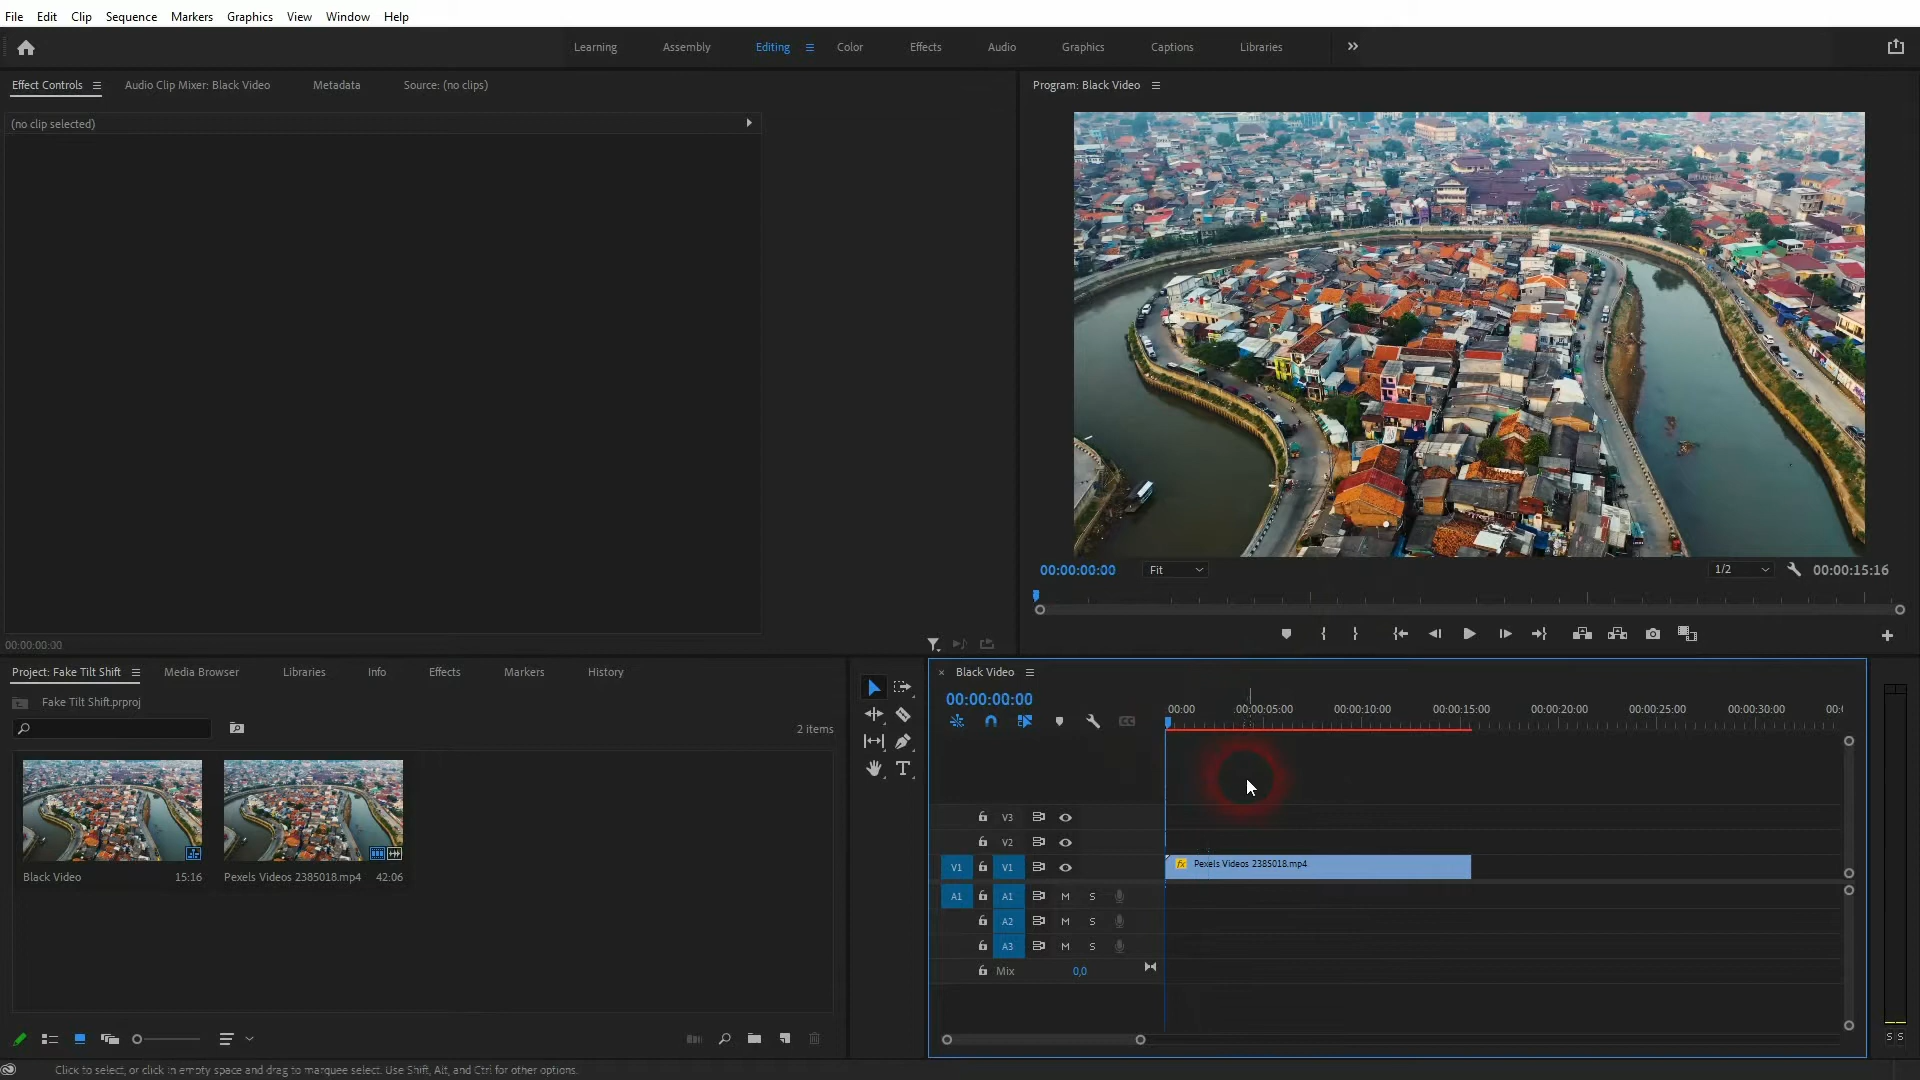 File Edit Clip Sequence Markers Graphics View Window Help
Learning Assembly Editing Color Effects Audio Graphics Captions Libraries
Effect Controls Audio Clip Mixer: Black Video Metadata Source: (no clips)
(no clip selected)
00:00:00:00
Program: Black Video
00:00:00:00 Fit 1/2 00:00:15:16
Project: Fake Tilt Shift Media Browser Libraries Info Effects Markers History
Fake Tilt Shift.prproj
2 items
Black Video 15:16
Pexels Videos 2385018.mp4 42:06
Black Video
00:00:00:00
00:00 00:00:05:00 00:00:10:00 00:00:15:00 00:00:20:00 00:00:25:00 00:00:30:00 00:0
V3
V2
V1 V1 fx Pexels Videos 2385018.mp4
A1 A1 M S
A2 M S
A3 M S
Mix 0,0
S S
Click to select, or click in empty space and drag to marquee select. Use Shift, Alt, and Ctrl for other options.